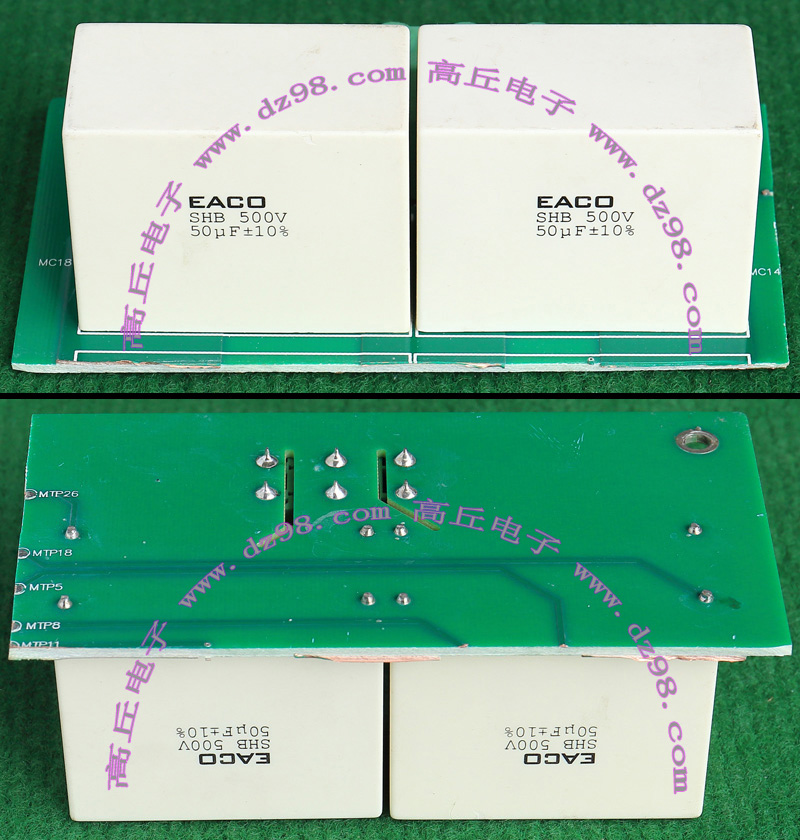 www.dz98.com 高丘电子
高丘电子
www.dz98.com
EACO
SHB 500V
50µF±10%
EACO
SHB 500V
50µF±10%
MC18
MC14
MTP26
MTP18
MTP5
MTP8
MTP11
www.dz98.com 高丘电子
高丘电子
www.dz98.com
50µF±10%
SHB 500V
EACO
50µF±10%
SHB 500V
EACO